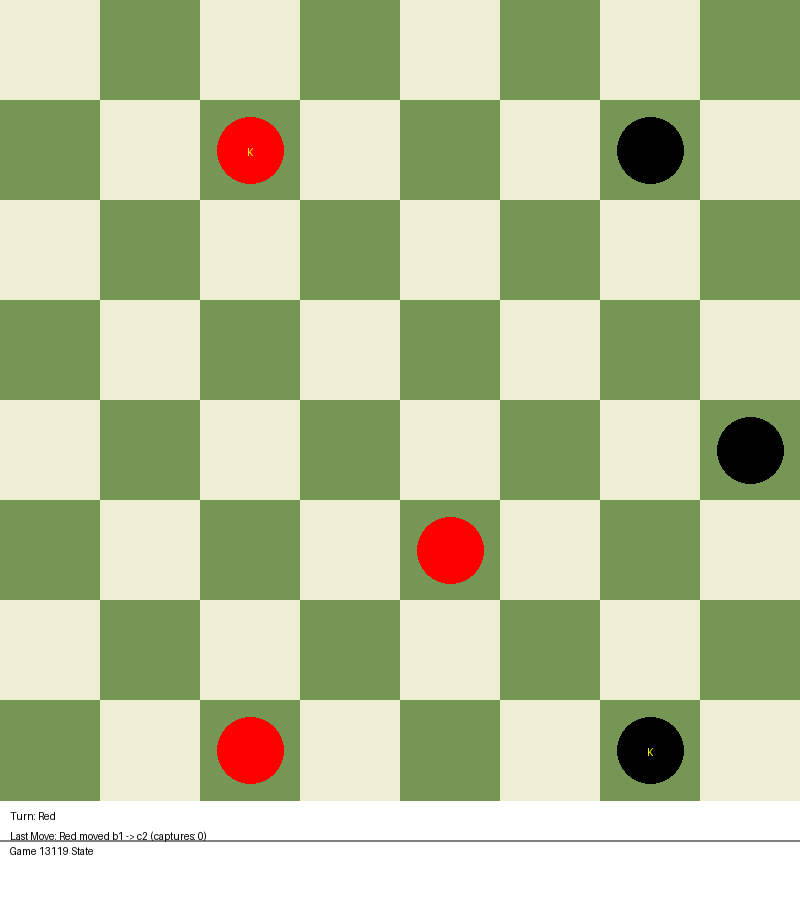 K
K
Turn: Red
Last Move: Red moved b1 -> c2 (captures: 0)
Game 13119 State